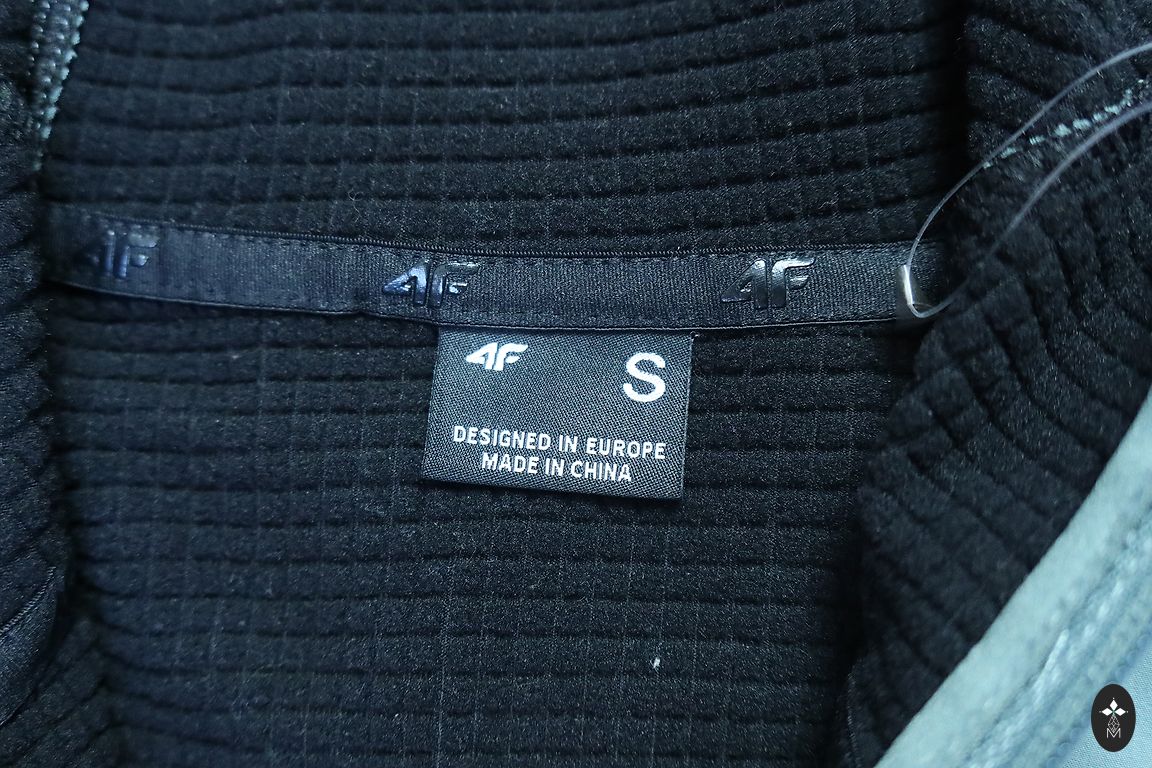 4F 4F 4F
4F S
DESIGNED IN EUROPE
MADE IN CHINA
M